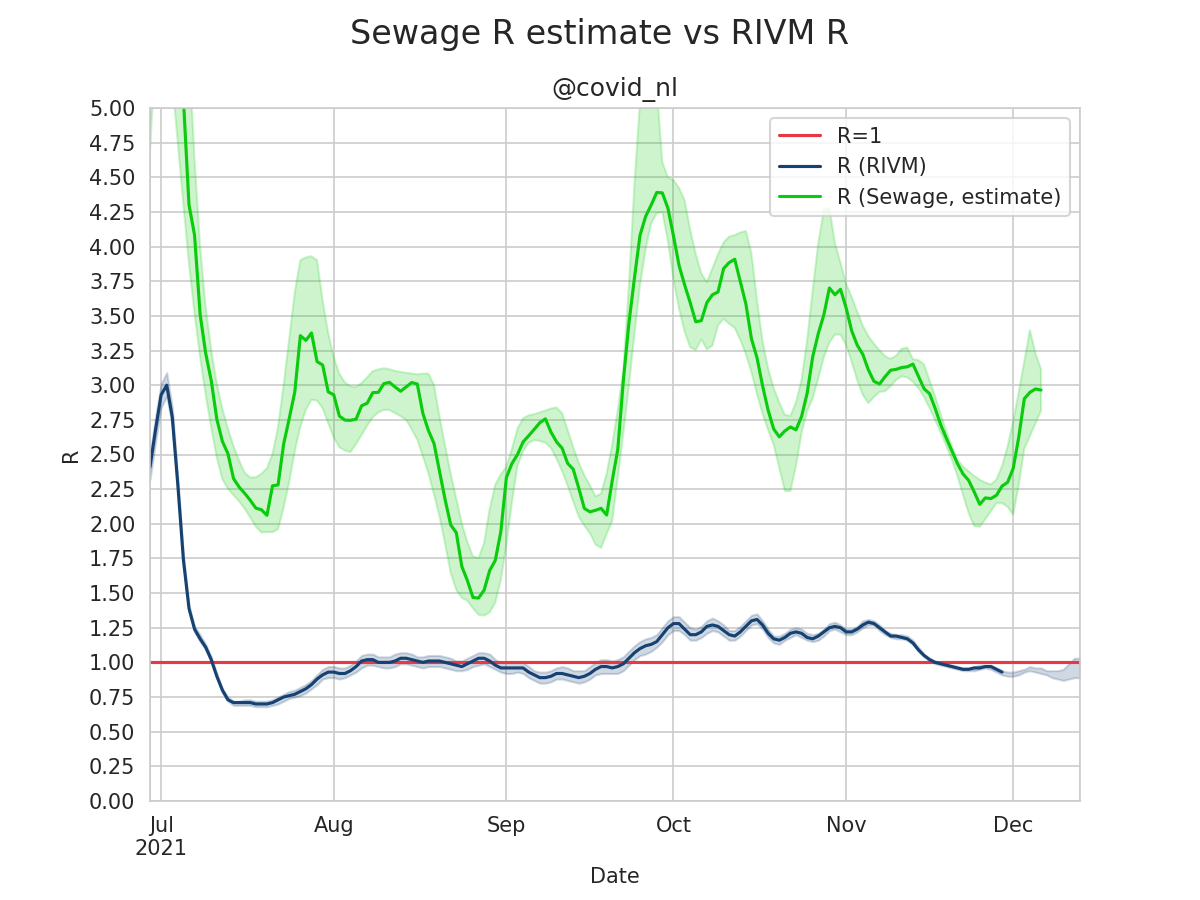 Sewage R estimate vs RIVM R
@covid_nl
R=1
R (RIVM)
R (Sewage, estimate)
5.00
4.75
4.50
4.25
4.00
3.75
3.50
3.25
3.00
2.75
2.50
2.25
2.00
1.75
1.50
1.25
1.00
0.75
0.50
0.25
0.00
R
Jul Aug Sep Oct Nov Dec
2021
Date